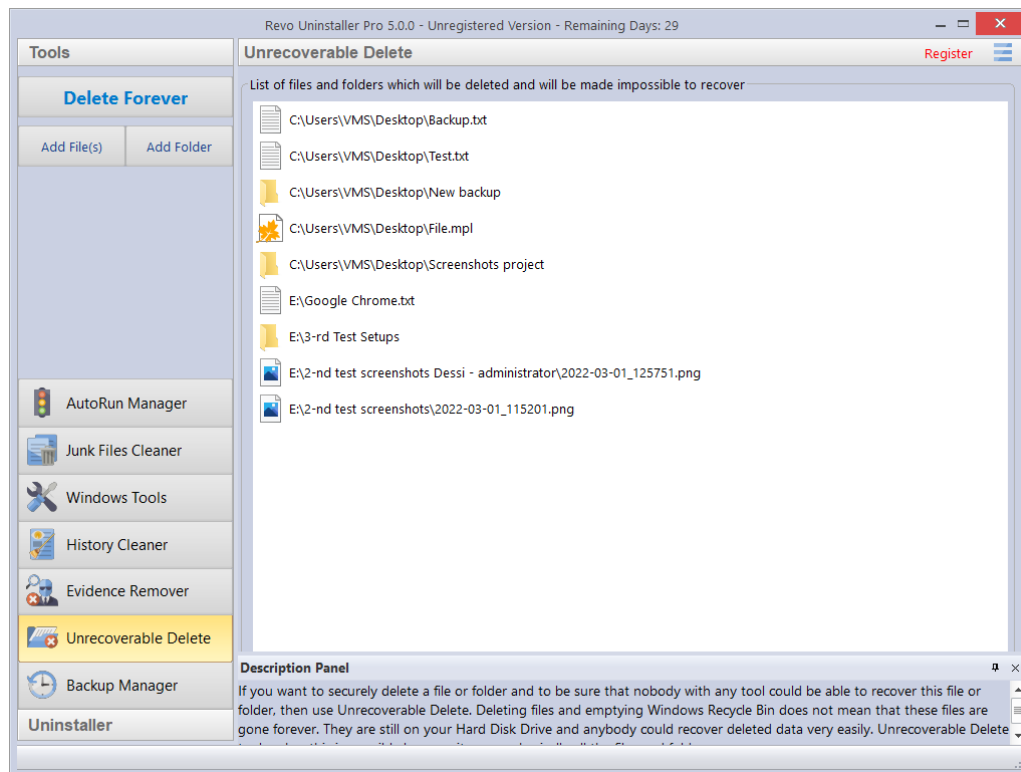 Revo Uninstaller Pro 5.0.0 - Unregistered Version - Remaining Days: 29
Tools
Unrecoverable Delete
Register
Delete Forever
Add File(s)
Add Folder
List of files and folders which will be deleted and will be made impossible to recover
C:\Users\VMS\Desktop\Backup.txt
C:\Users\VMS\Desktop\Test.txt
C:\Users\VMS\Desktop\New backup
C:\Users\VMS\Desktop\File.mpl
C:\Users\VMS\Desktop\Screenshots project
E:\Google Chrome.txt
E:\3-rd Test Setups
E:\2-nd test screenshots Dessi - administrator\2022-03-01_125751.png
E:\2-nd test screenshots\2022-03-01_115201.png
AutoRun Manager
Junk Files Cleaner
Windows Tools
History Cleaner
Evidence Remover
Unrecoverable Delete
Backup Manager
Uninstaller
Description Panel
If you want to securely delete a file or folder and to be sure that nobody with any tool could be able to recover this file or
folder, then use Unrecoverable Delete. Deleting files and emptying Windows Recycle Bin does not mean that these files are
gone forever. They are still on your Hard Disk Drive and anybody could recover deleted data very easily. Unrecoverable Delete